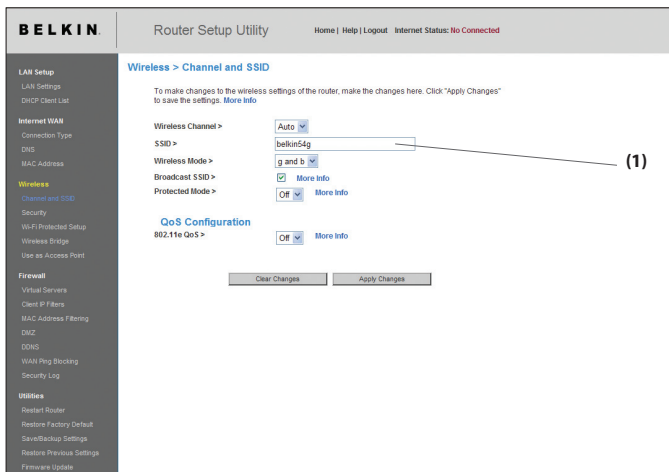 BELKIN.
Router Setup Utility
Home | Help | Logout Internet Status: No Connected
LAN Setup
LAN Settings
DHCP Client List
Internet WAN
Connection Type
DNS
MAC Address
Wireless
Channel and SSID
Security
Wi-Fi Protected Setup
Wireless Bridge
Use as Access Point
Firewall
Virtual Servers
Client IP Filters
MAC Address Filtering
DMZ
DDNS
WAN Ping Blocking
Security Log
Utilities
Restart Router
Restore Factory Default
Save/Backup Settings
Restore Previous Settings
Firmware Update
Wireless > Channel and SSID
To make changes to the wireless settings of the router, make the changes here. Click "Apply Changes"
to save the settings. More Info
Wireless Channel > Auto
SSID > belkin54g
(1)
Wireless Mode > g and b
Broadcast SSID > More Info
Protected Mode > Off More Info
QoS Configuration
802.11e QoS > Off More Info
Clear Changes Apply Changes